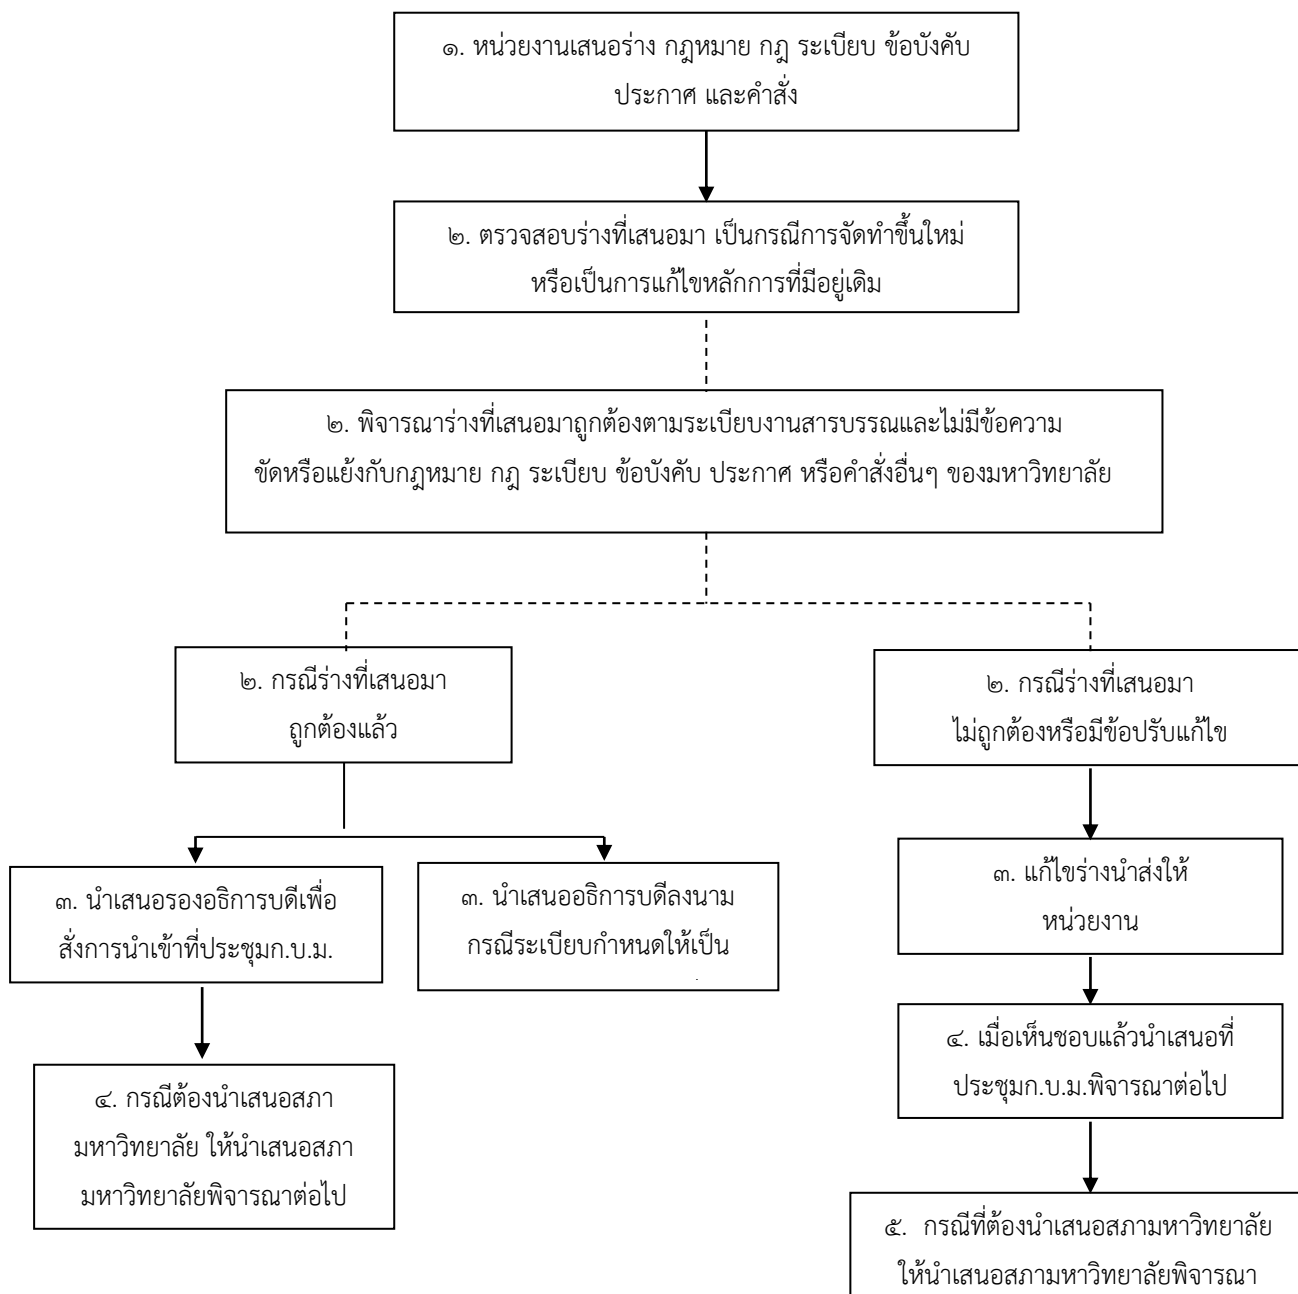 ๑. หน่วยงานเสนอร่าง กฎหมาย กฎ ระเบียบ ข้อบังคับ
ประกาศ และคำสั่ง
๒. ตรวจสอบร่างที่เสนอมา เป็นกรณีการจัดทำขึ้นใหม่
หรือเป็นการแก้ไขหลักการที่มีอยู่เดิม
๒. พิจารณาร่างที่เสนอมาถูกต้องตามระเบียบงานสารบรรณและไม่มีข้อความ
ขัดหรือแย้งกับกฎหมาย กฎ ระเบียบ ข้อบังคับ ประกาศ หรือคำสั่งอื่นๆ ของมหาวิทยาลัย
๒. กรณีร่างที่เสนอมา
ถูกต้องแล้ว
๒. กรณีร่างที่เสนอมา
ไม่ถูกต้องหรือมีข้อปรับแก้ไข
๓. นำเสนอรองอธิการบดีเพื่อ
สั่งการนำเข้าที่ประชุมก.บ.ม.
๓. นำเสนออธิการบดีลงนาม
กรณีระเบียบกำหนดให้เป็น
๓. แก้ไขร่างนำส่งให้
หน่วยงาน
๔. กรณีต้องนำเสนอสภา
มหาวิทยาลัย ให้นำเสนอสภา
มหาวิทยาลัยพิจารณาต่อไป
๔. เมื่อเห็นชอบแล้วนำเสนอที่
ประชุมก.บ.ม.พิจารณาต่อไป
๕. กรณีที่ต้องนำเสนอสภามหาวิทยาลัย
ให้นำเสนอสภามหาวิทยาลัยพิจารณา